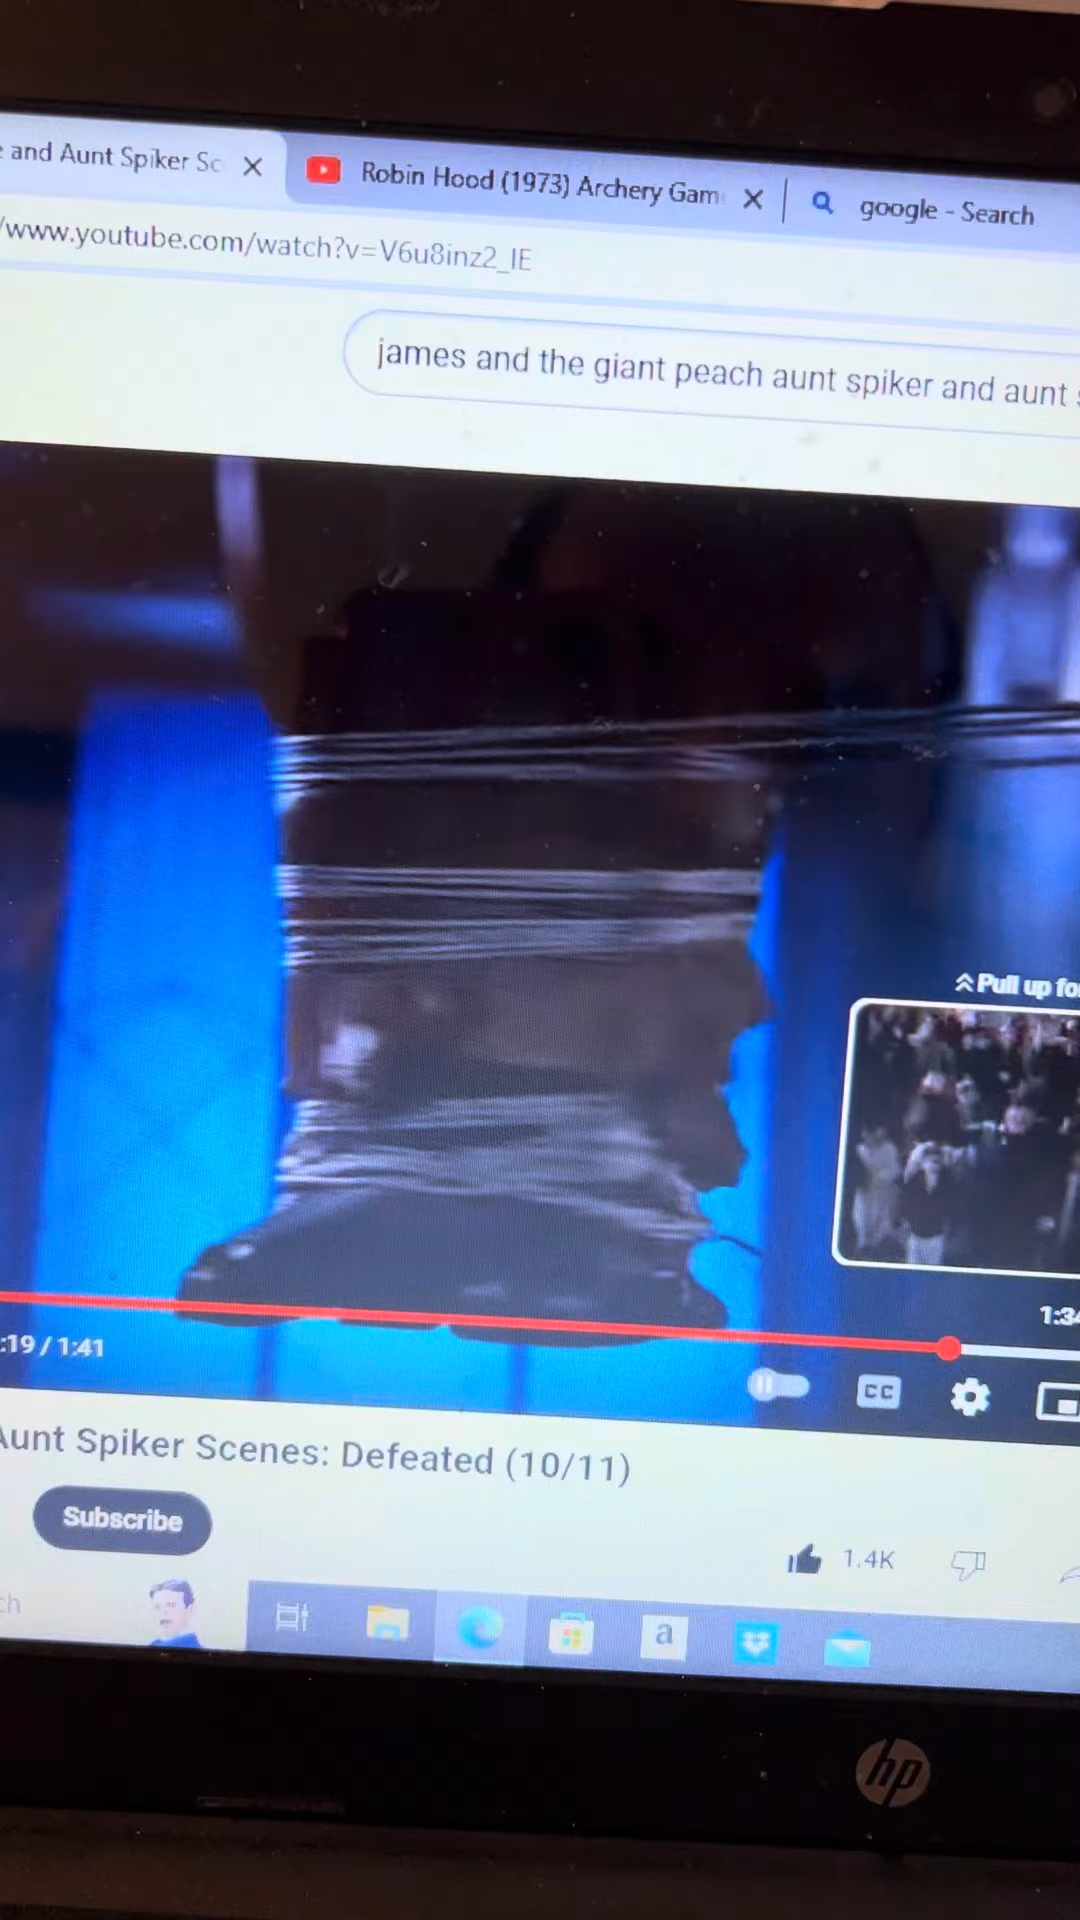 and Aunt Spiker Sc
Robin Hood (1973) Archery Gam
google - Search
/www.youtube.com/watch?v=V6u8inz2_IE
james and the giant peach aunt spiker and aunt
Pull up fo
:19 / 1:41
1:34
CC
Aunt Spiker Scenes: Defeated (10/11)
Subscribe
1.4K
ch
a
hp